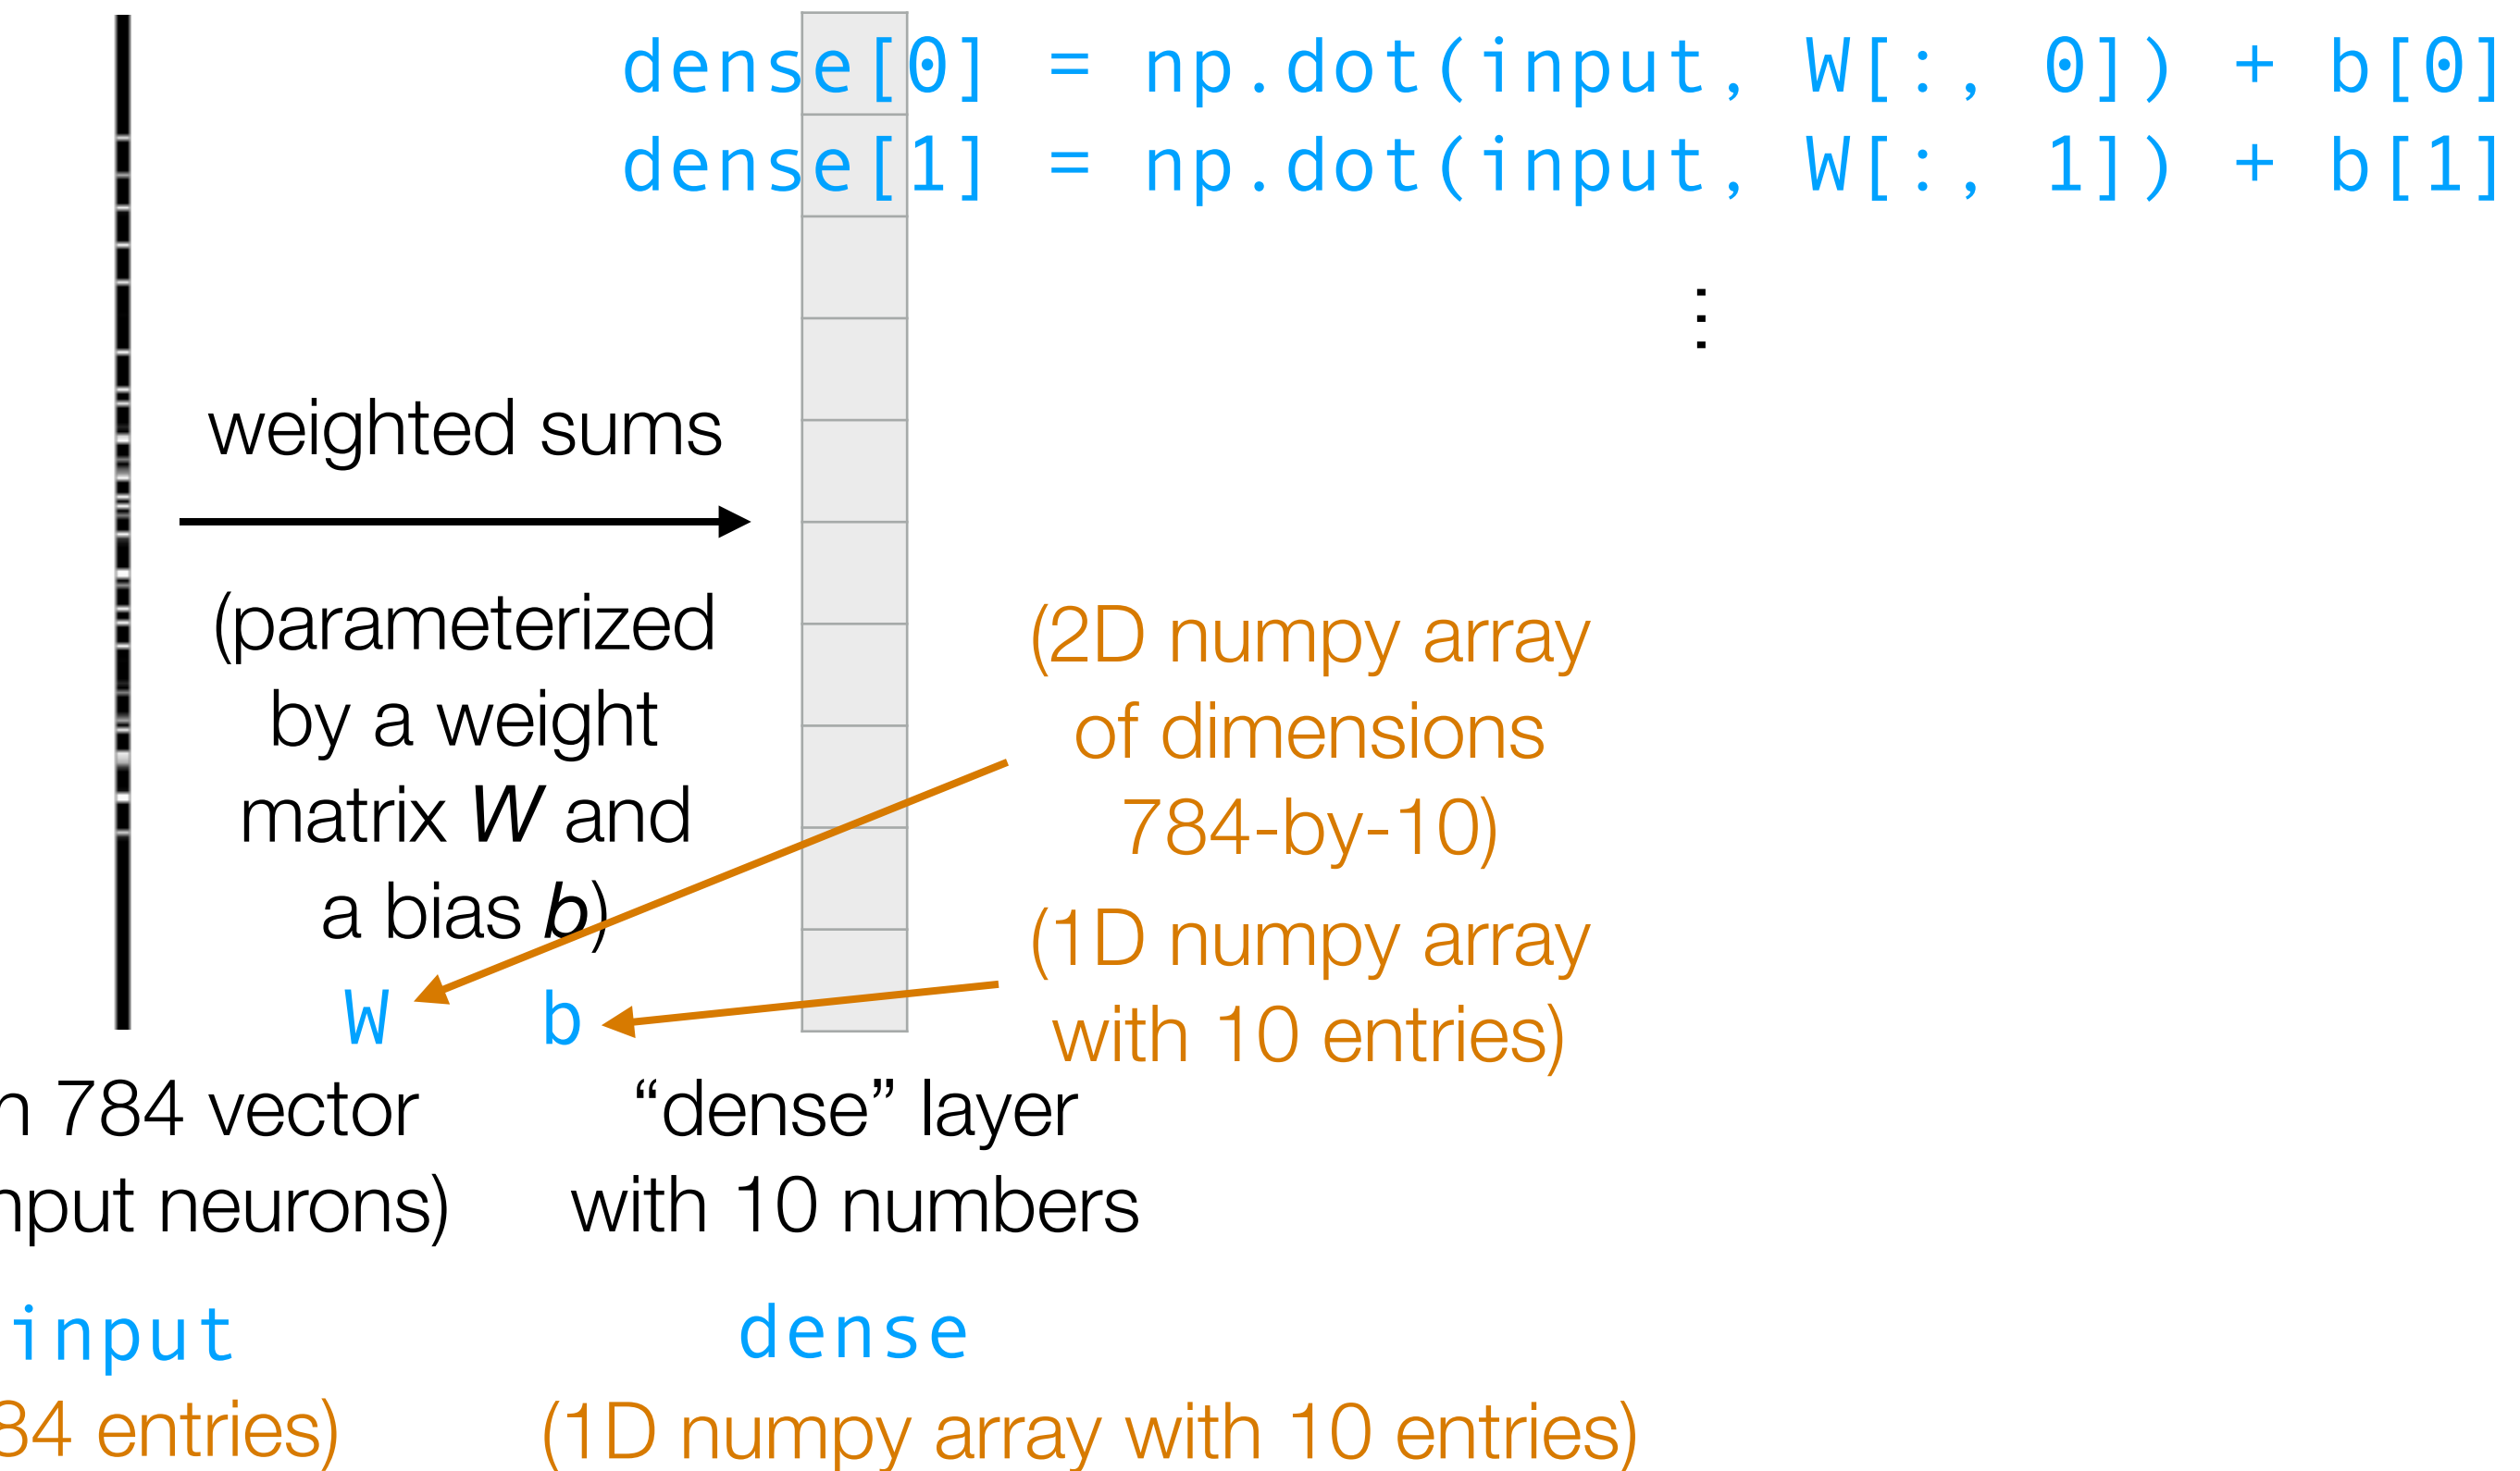 dense[0] = np.dot(input, W[:, 0]) + b[0]
dense[1] = np.dot(input, W[:, 1]) + b[1]
⋮
weighted sums
(parameterized
by a weight
matrix W and
a bias b)
W b
(2D numpy array
of dimensions
784-by-10)
(1D numpy array
with 10 entries)
784 vector
neurons)
"dense" layer
with 10 numbers
input
entries)
dense
(1D numpy array with 10 entries)